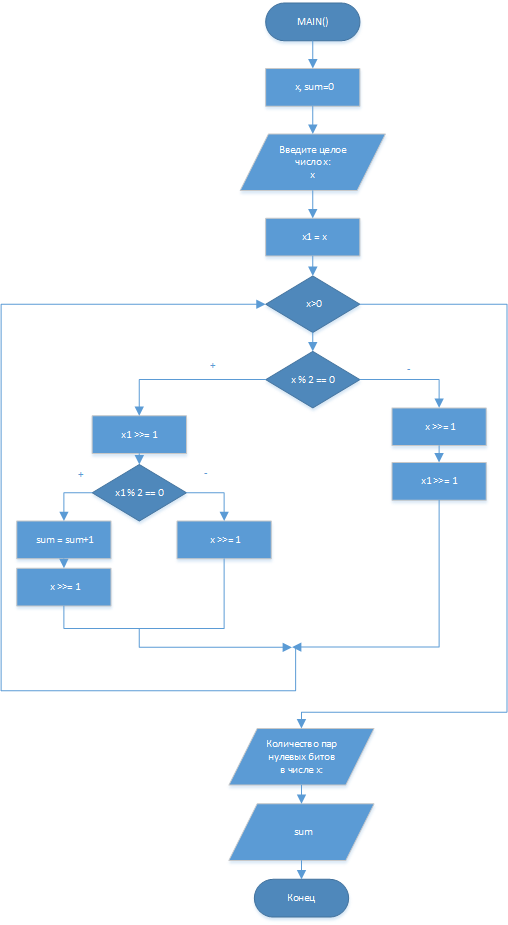 MAIN()
x, sum=0
Введите целое
число x:
x
x1 = x
x>0
x % 2 == 0
+
-
x1 >>= 1
x >>= 1
x1 % 2 == 0
+
-
x1 >>= 1
sum = sum+1
x >>= 1
x >>= 1
Количество пар
нулевых битов
в числе x:
sum
Конец